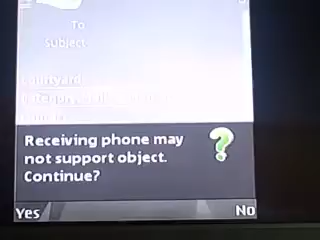 To
Subject:
Courtyard
Receiving phone may
not support object.
Continue?
Yes
No